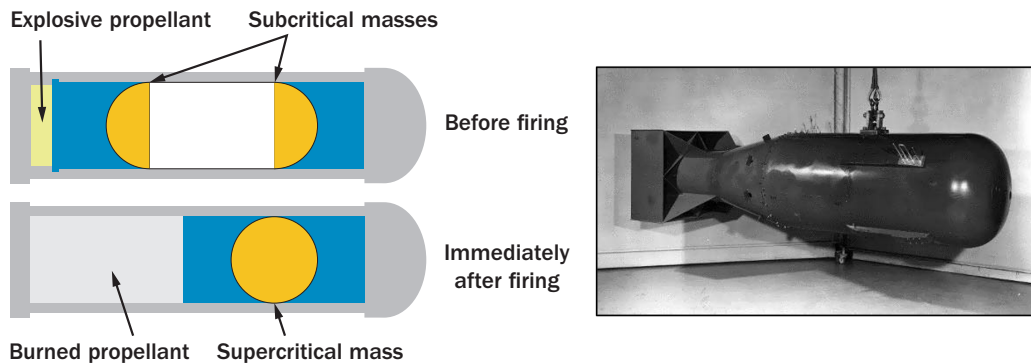 Explosive propellant
Subcritical masses
Before firing
Immediately
after firing
Burned propellant
Supercritical mass